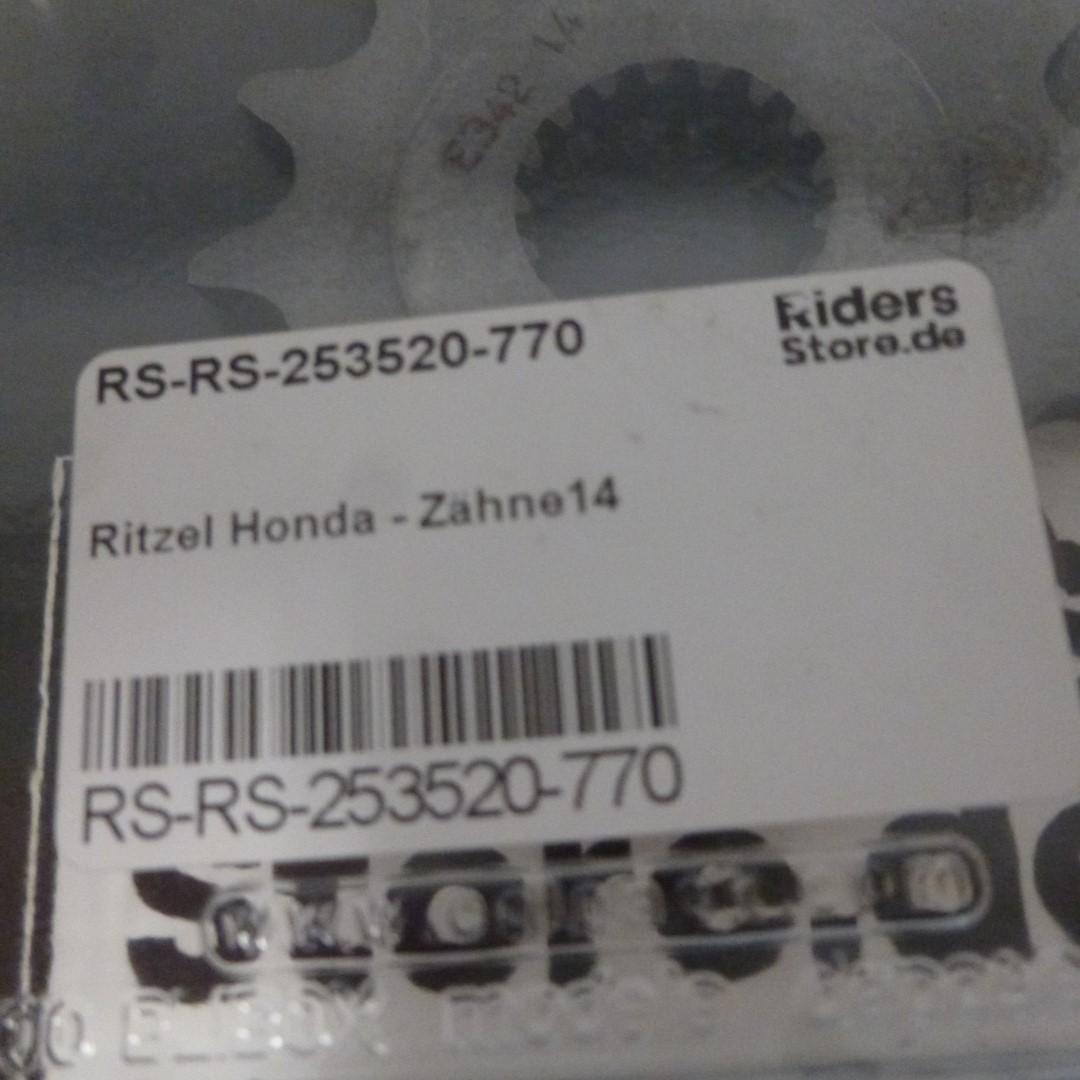 E342 14
RS-RS-253520-770
Riders
Store.de
Ritzel Honda - Zähne14
RS-RS-253520-770